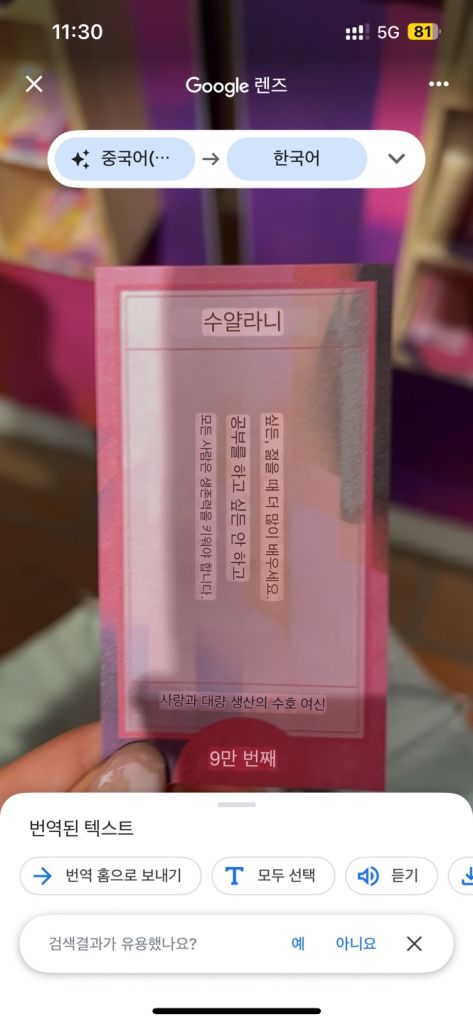 11:30
5G 81
Google 렌즈
중국어(…
한국어
수얄라니
싶든, 젊을 때 더 많이 배우세요.
공부를 하고 싶든 안 하고
모든 사람은 생존력을 키워야 합니다.
사랑과 대량 생산의 수호 여신
9만 번째
번역된 텍스트
번역 홈으로 보내기
모두 선택
듣기
검색결과가 유용했나요?
예
아니요